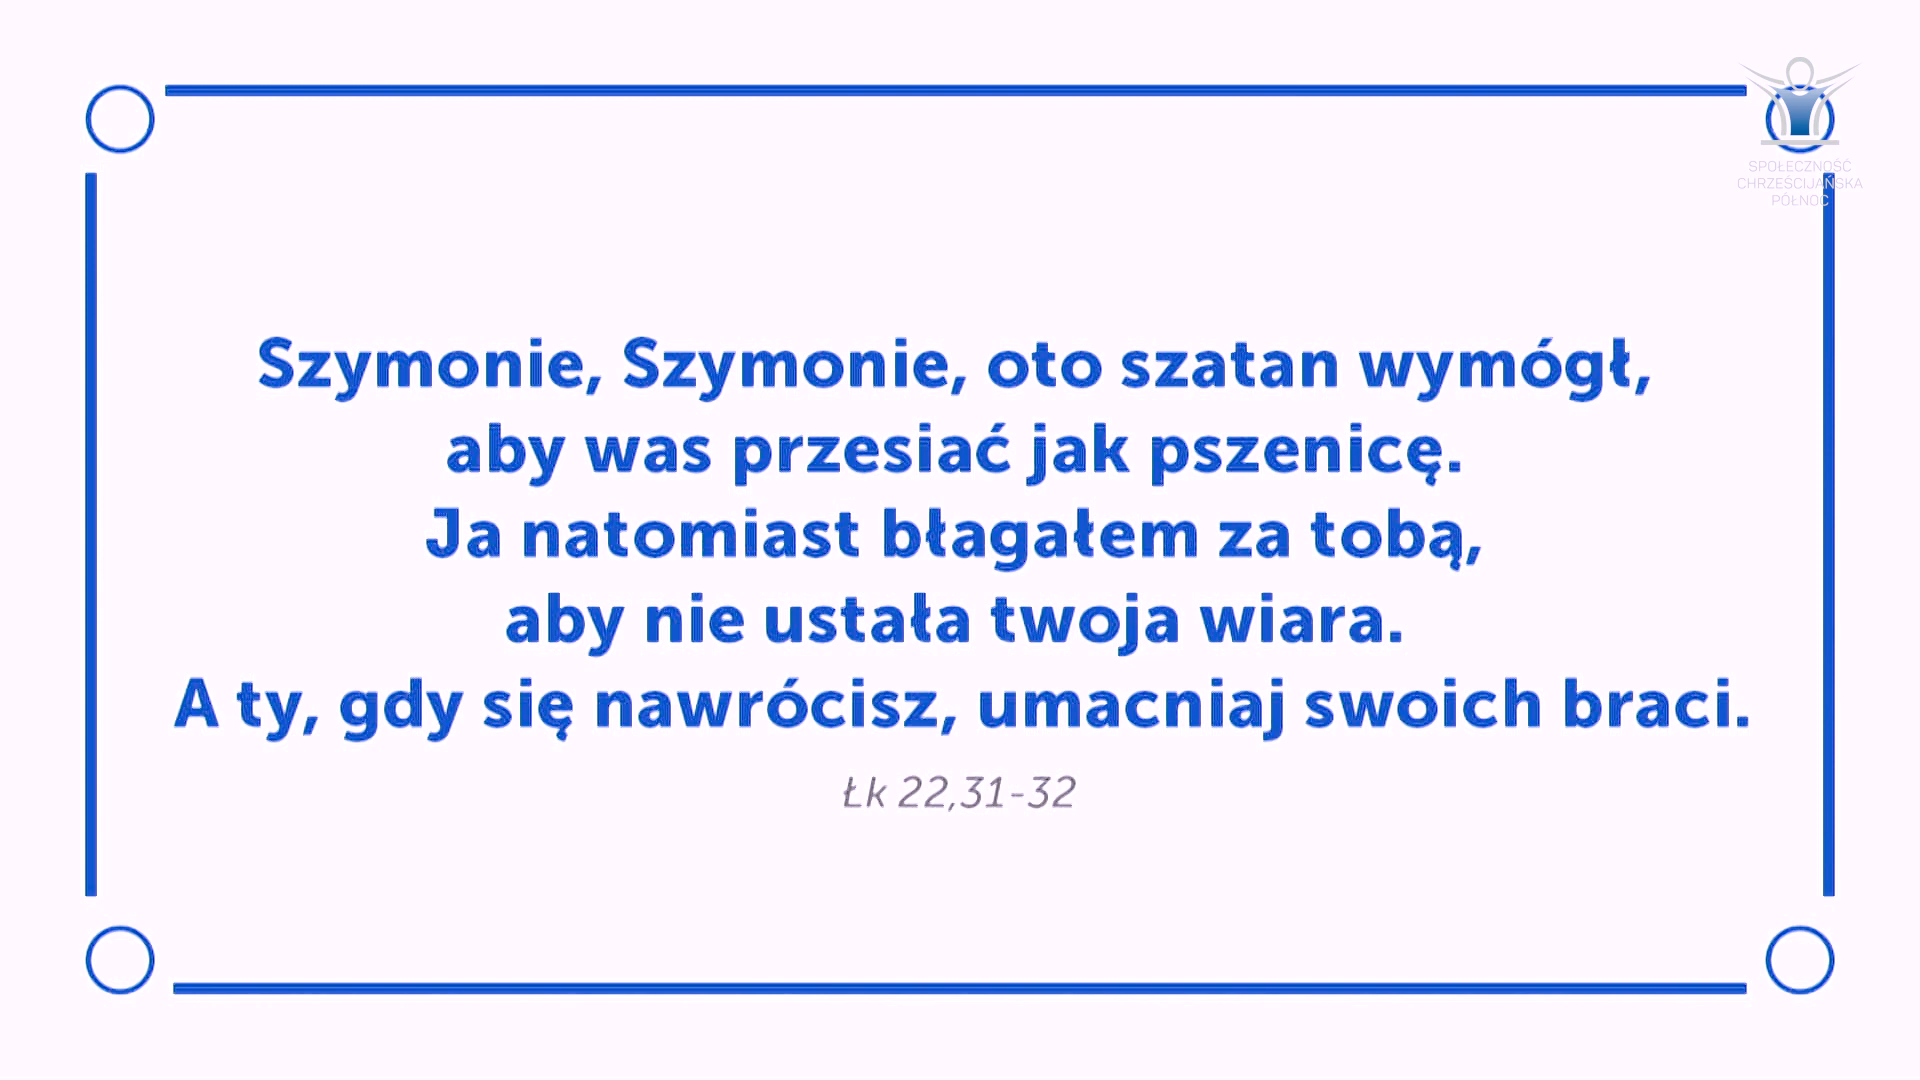 SPOŁECZNOŚĆ
CHRZEŚCIJAŃSKA
PÓŁNOC
Szymonie, Szymonie, oto szatan wymógł,
aby was przesiać jak pszenicę.
Ja natomiast błagałem za tobą,
aby nie ustała twoja wiara.
A ty, gdy się nawrócisz, umacniaj swoich braci.
Łk 22,31-32